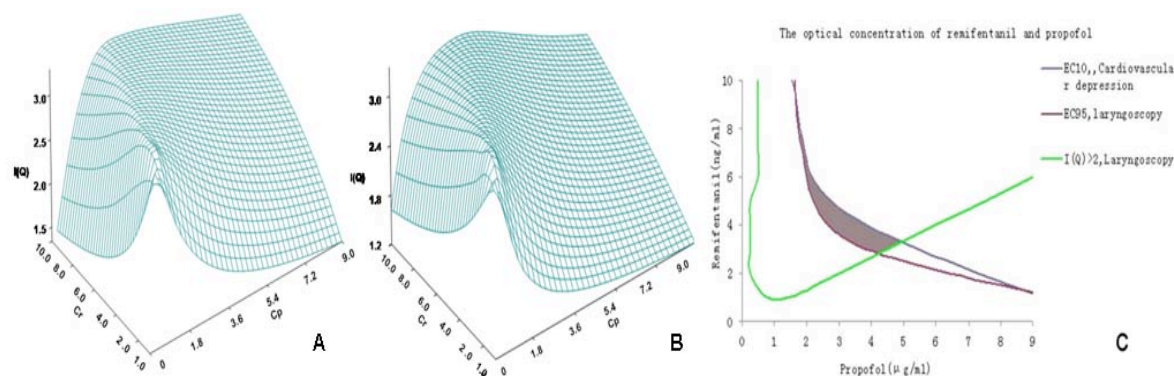 3.0
2.5
2.0
I(Q)
1.5
10.0
8.0
6.0
4.0
2.0
1.0
Cr
0
1.8
3.6
5.4
7.2
9.0
Cp
A
3.0
2.4
1.8
1.2
10.0
8.0
6.0
4.0
2.0
1.0
Cr
0
1.8
3.6
5.4
7.2
9.0
Cp
B
The optical concentration of remifentanil and propofol
EC10,,Cardiovascula
r depression
EC95,laryngoscopy
I(Q)>2,Laryngoscopy
Remifentanil(ng/ml)
10
8
6
4
2
0
0 1 2 3 4 5 6 7 8 9
Propofol(μg/ml)
C